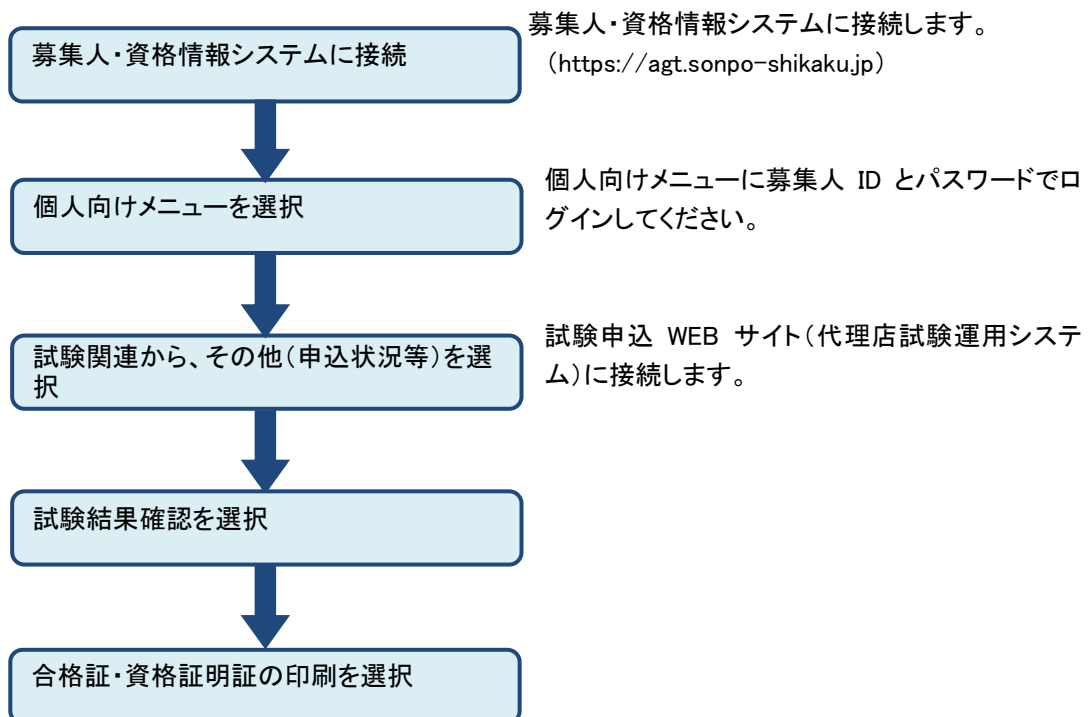 募集人・資格情報システムに接続
募集人・資格情報システムに接続します。
（https://agt.sonpo-shikaku.jp）
個人向けメニューを選択
個人向けメニューに募集人 ID とパスワードでロ
グインしてください。
試験関連から、その他（申込状況等）を選
択
試験申込 WEB サイト（代理店試験運用システ
ム）に接続します。
試験結果確認を選択
合格証・資格証明証の印刷を選択